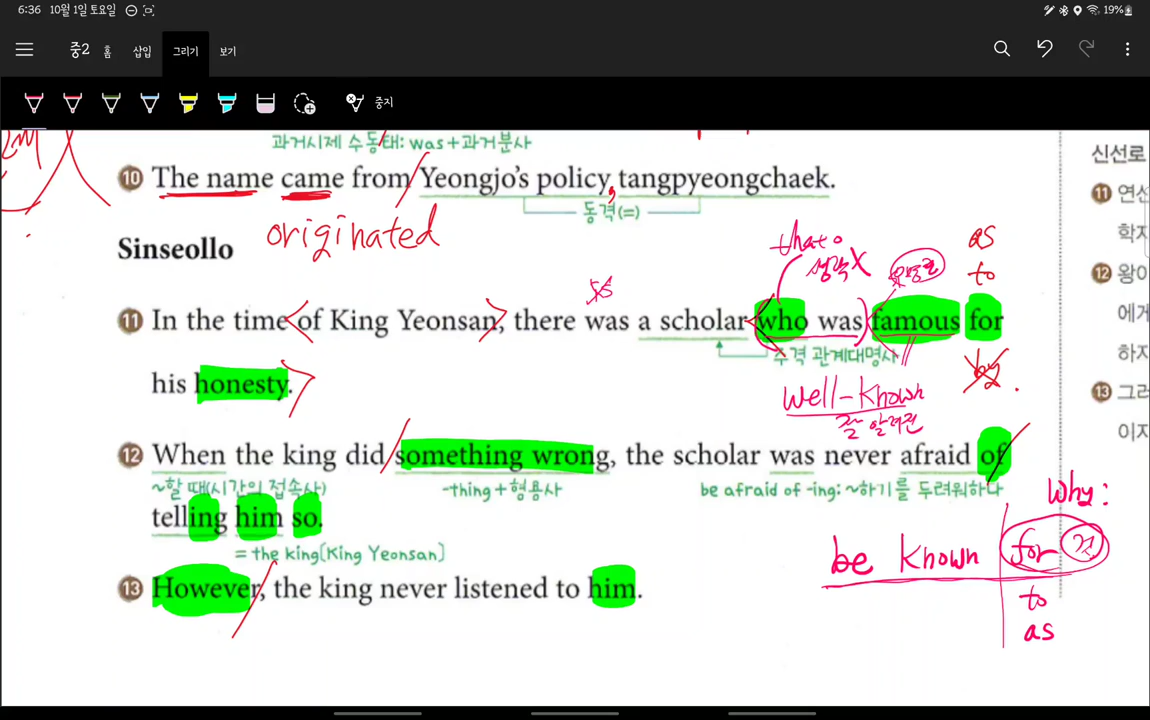 6:36 10월 1일 토요일 19%
중2 홈 삽입 그리기 보기
중지
과거시제 수동태: was+과거분사
⑩ The name came from Yeongjo's policy, tangpyeongchaek.
동격(=)
originated
Sinseollo
that o
생략X
as
to
⑪ In the time of King Yeonsan, there was a scholar who was famous for
주격 관계대명사
by
his honesty.
well-known
잘 알려진
⑫ When the king did something wrong, the scholar was never afraid of
~할 때(시간의 접속사) -thing+형용사 be afraid of -ing: ~하기를 두려워하다
telling him so.
= the king(King Yeonsan)
Why:
be known for
to
as
⑬ However, the king never listened to him.
신선로
⑪ 연산
학자
⑫ 왕이
에게
하지
⑬ 그러
이지